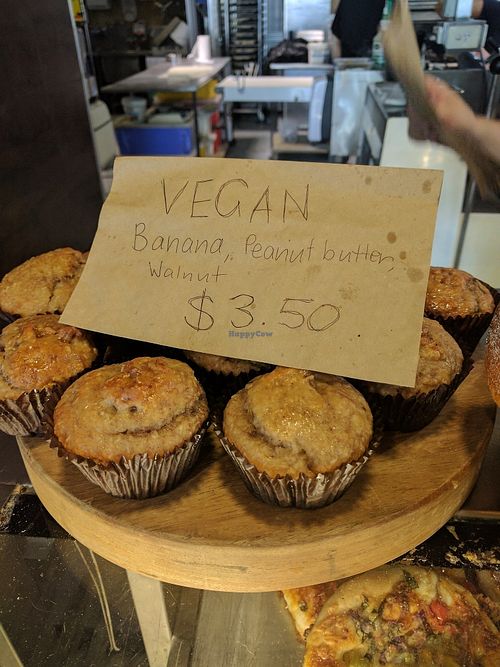 VEGAN
Banana, Peanut butter,
Walnut
$3.50
HappyCow